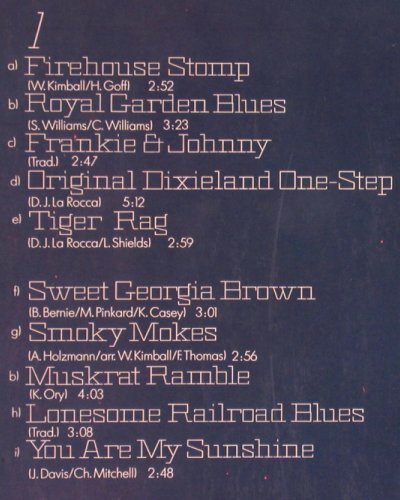 1
a) Firehouse Stomp
(W. Kimball/H. Goff) 2:52
b) Royal Garden Blues
(S. Williams/C. Williams) 3:23
c) Frankie & Johnny
(Trad.) 2:47
d) Original Dixieland One-Step
(D. J. La Rocca) 5:12
e) Tiger Rag
(D. J. La Rocca/L. Shields) 2:59
f) Sweet Georgia Brown
(B. Bernie/M. Pinkard/K. Casey) 3:01
g) Smoky Mokes
(A. Holzmann/arr. W. Kimball/F. Thomas) 2:56
b) Muskrat Ramble
(K. Ory) 4:03
h) Lonesome Railroad Blues
(Trad.) 3:08
i) You Are My Sunshine
(J. Davis/Ch. Mitchell) 2:48